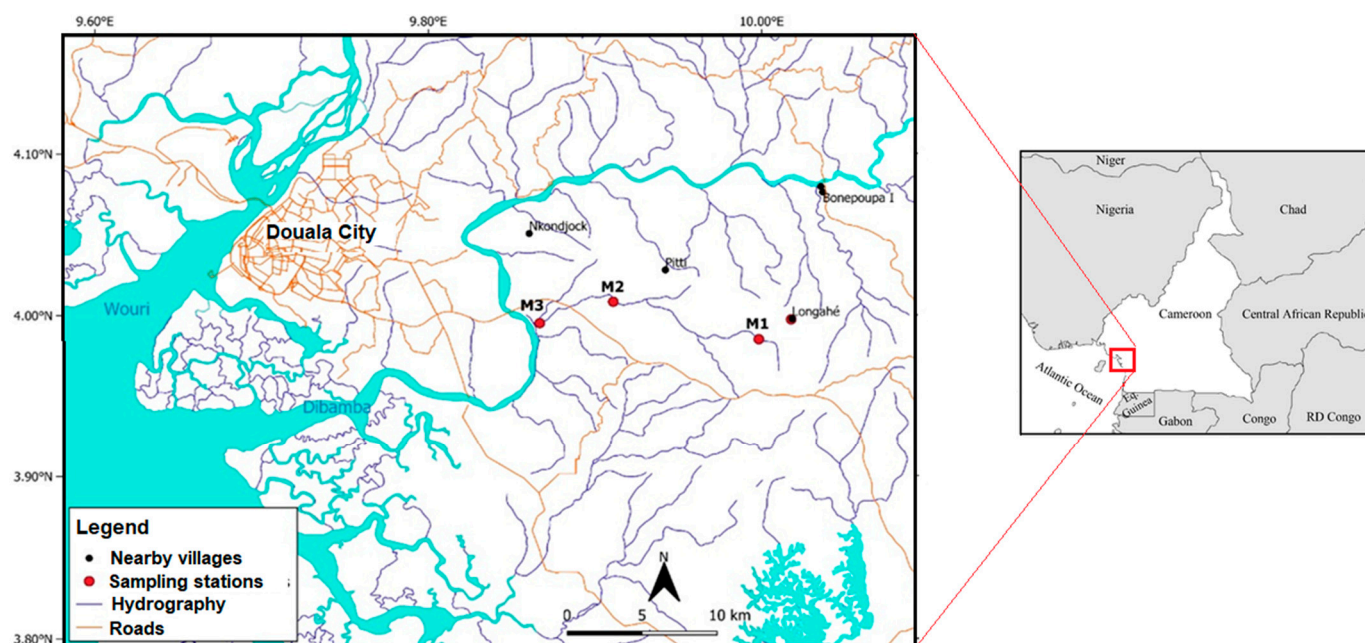 9.60°E 9.80°E 10.00°E
4.10°N
4.00°N
3.90°N
3.80°N
Bonepoupa I
Nkondjock
Douala City
Pitti
M2
M3
Wouri
Longahé
M1
Dibamba
Legend
Nearby villages
Sampling stations
Hydrography
Roads
N
0 5 10 km
Niger
Nigeria
Chad
Cameroon
Central African Republic
Atlantic Ocean
Eq.
Guinea
Gabon
Congo
RD Congo